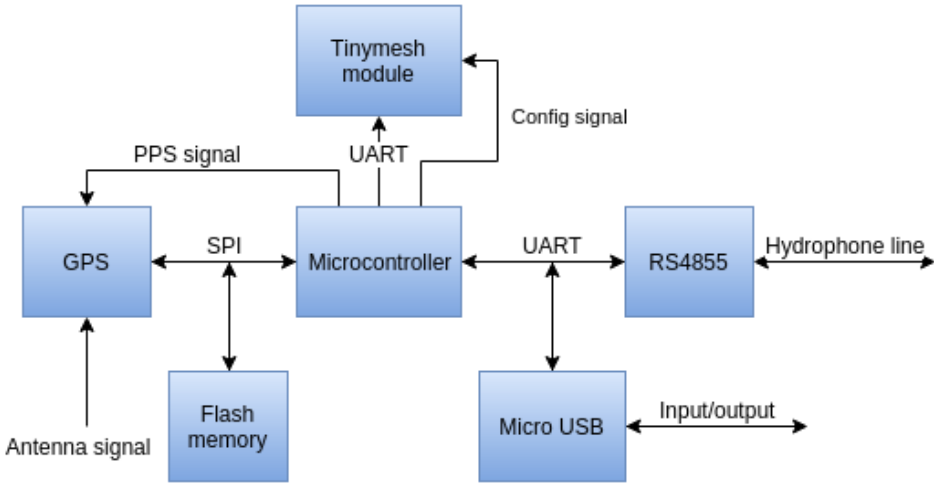 Tinymesh
module
Config signal
PPS signal
UART
GPS
SPI
Microcontroller
UART
RS4855
Hydrophone line
Flash
memory
Micro USB
Input/output
Antenna signal